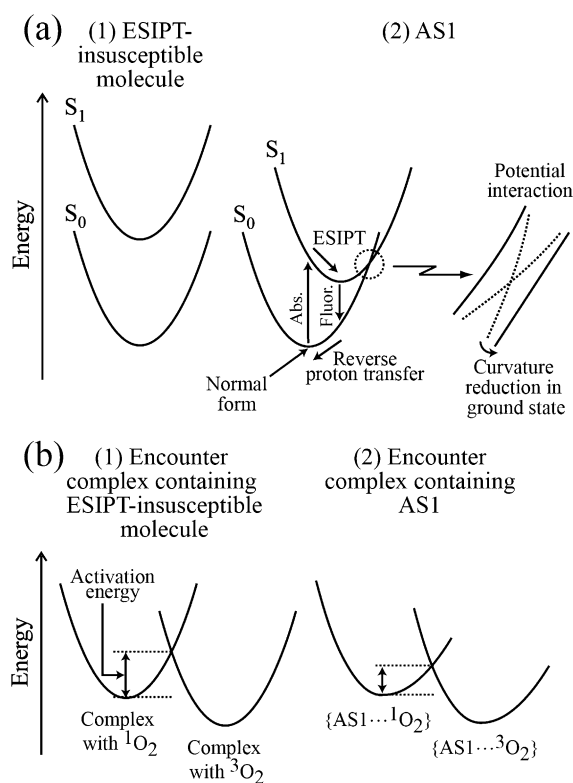 (a)
(1) ESIPT-
insusceptible
molecule
(2) AS1
Energy
S1
S0
S1
S0
ESIPT
Abs.
Fluor.
Normal
form
Reverse
proton transfer
Potential
interaction
Curvature
reduction in
ground state
(b)
(1) Encounter
complex containing
ESIPT-insusceptible
molecule
(2) Encounter
complex containing
AS1
Energy
Activation
energy
Complex
with ¹O₂
Complex
with ³O₂
{AS1⋯¹O₂}
{AS1⋯³O₂}